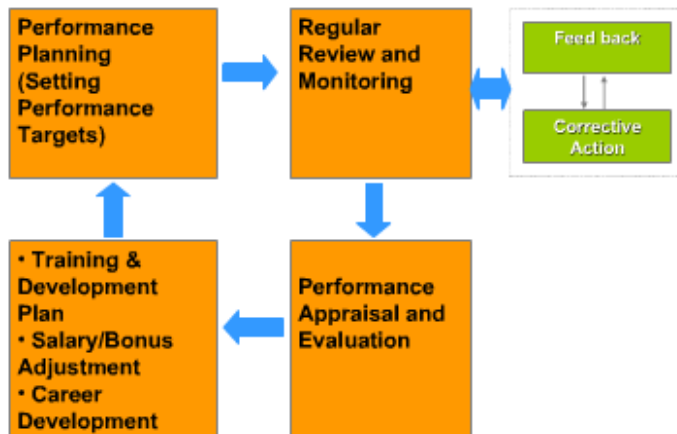 Performance
Planning
(Setting
Performance
Targets)
Regular
Review and
Monitoring
Feed back
Corrective
Action
• Training &
Development
Plan
• Salary/Bonus
Adjustment
• Career
Development
Performance
Appraisal and
Evaluation